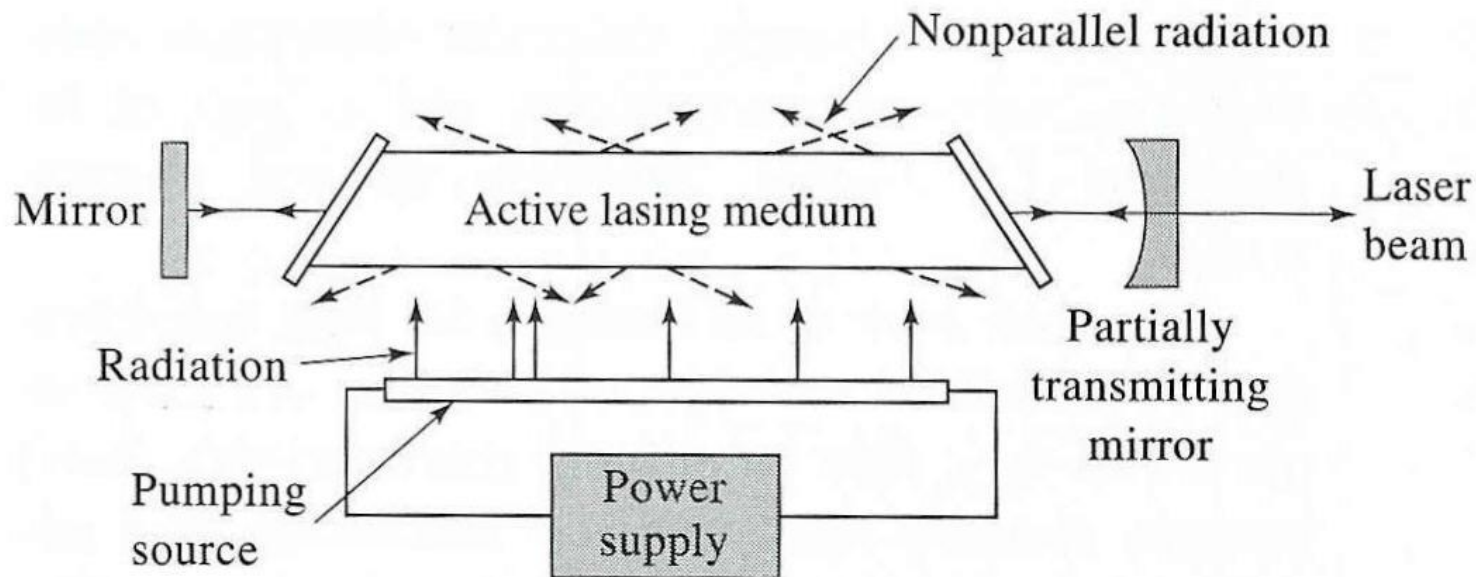 Nonparallel radiation
Mirror
Active lasing medium
Laser
beam
Radiation
Partially
transmitting
mirror
Pumping
source
Power
supply